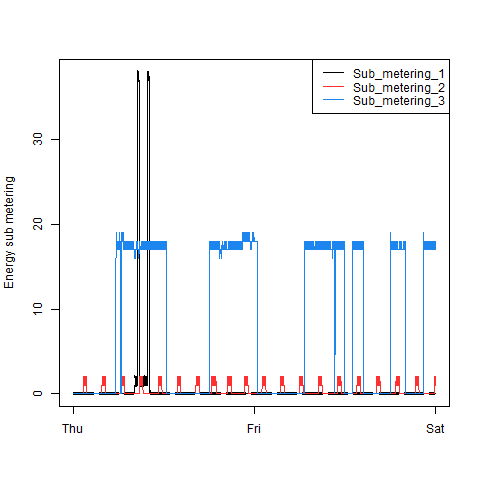 Sub_metering_1
Sub_metering_2
Sub_metering_3
Energy sub metering
30
20
10
0
Thu
Fri
Sat